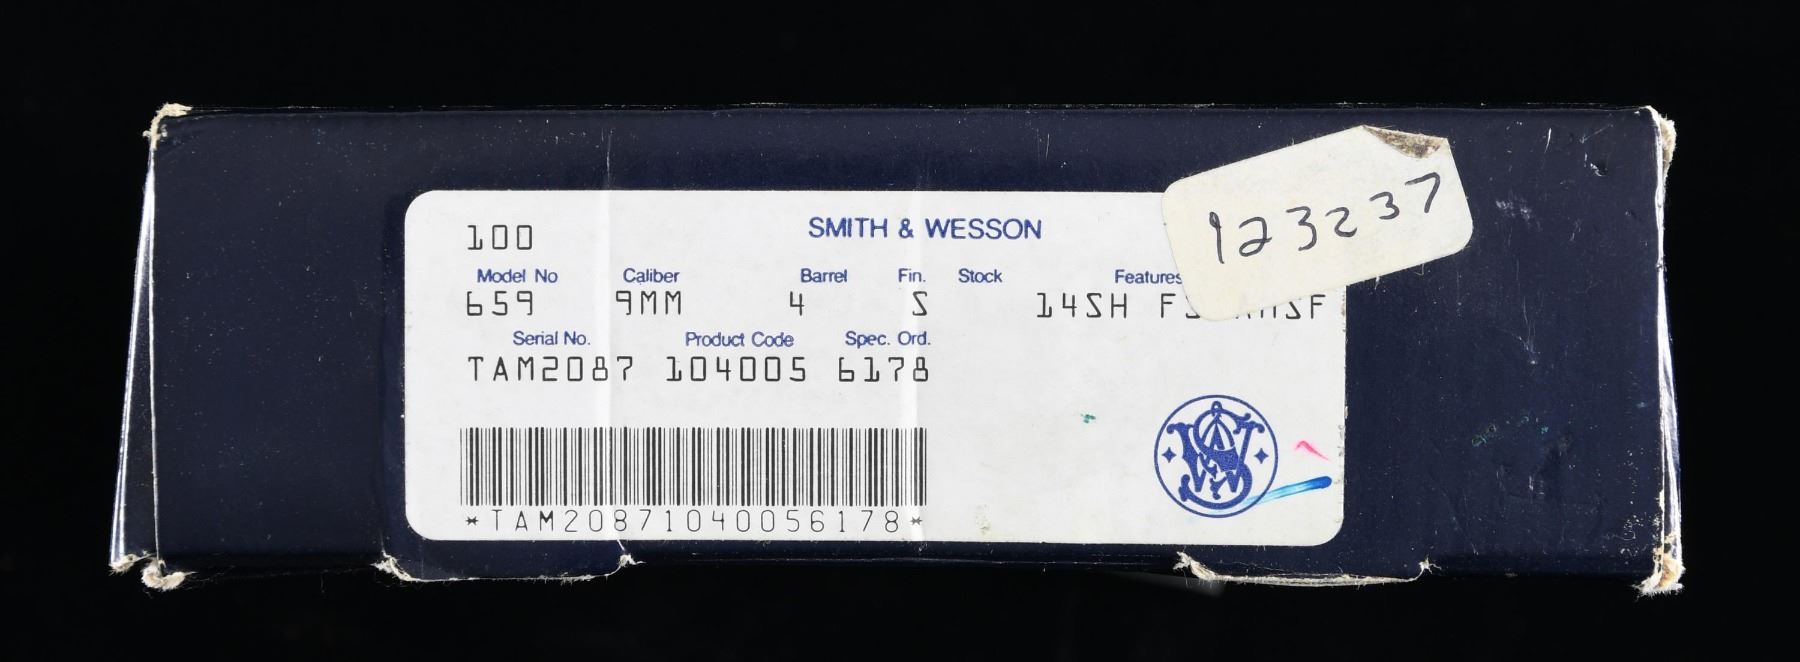 100
SMITH & WESSON
123237
Model No Caliber Barrel Fin. Stock Features
659 9MM 4 S 14SH
Serial No. Product Code Spec. Ord.
TAM2087 104005 6178
*TAM20871040056178*